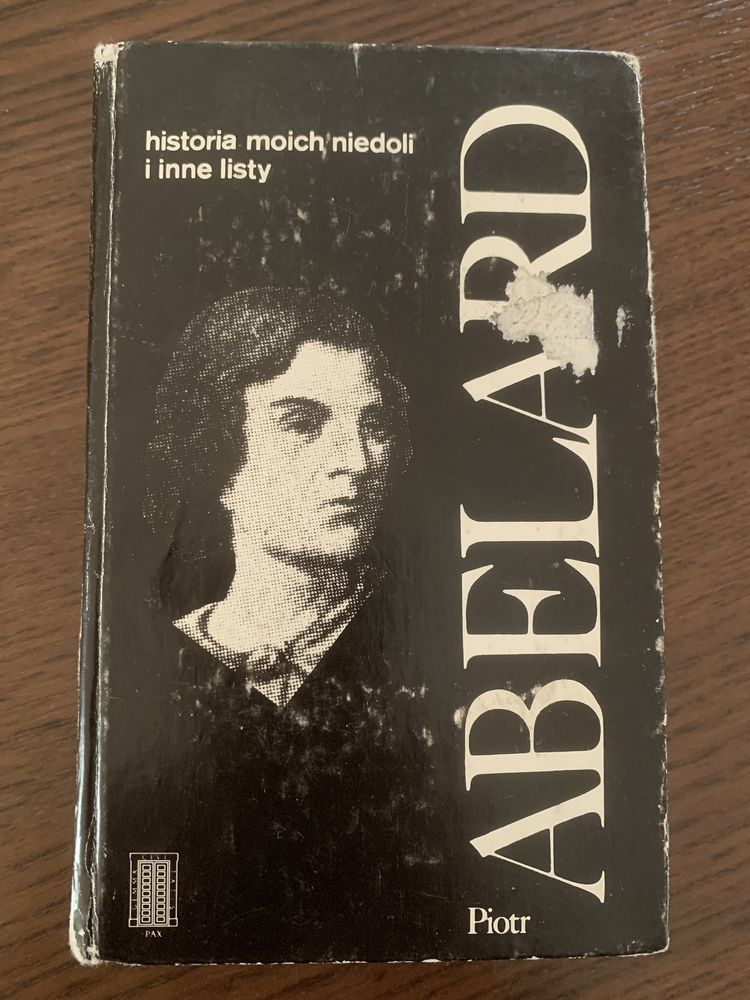 historia moich niedoli
i inne listy
Piotr
ABELARD
PAX